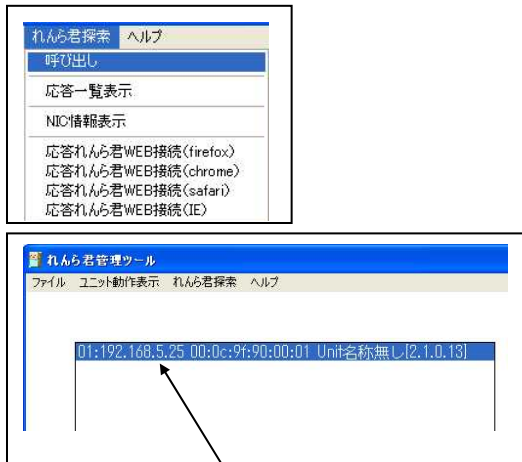 れんら君探索 ヘルプ
呼び出し
応答一覧表示
NIC情報表示
応答れんら君WEB接続(firefox)
応答れんら君WEB接続(chrome)
応答れんら君WEB接続(safari)
応答れんら君WEB接続(IE)
れんら君管理ツール
ファイル ユニット動作表示 れんら君探索 ヘルプ
01:192.168.5.25 00:0c:9f:90:00:01 Unit名称無し[2.1.0.13]